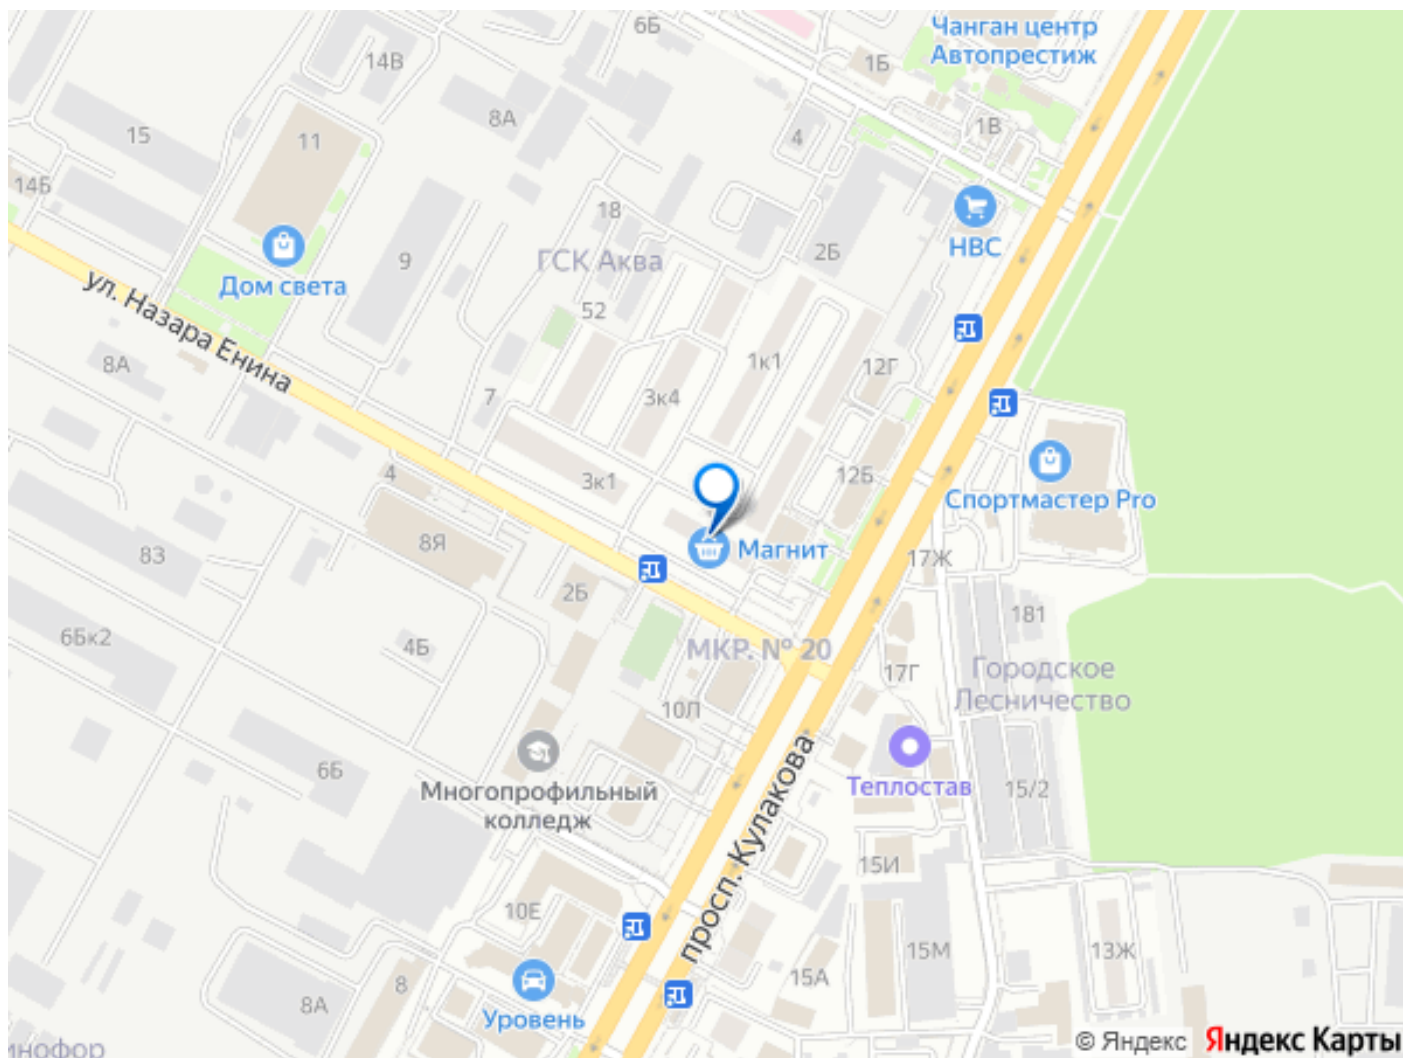 Чанган центр
Автопрестиж
6Б
14В
1Б
8А
15
11
4
1В
14Б
18
НВС
2Б
ГСК Аква
9
Дом света
52
ул. Назара Енина
8А
1к1
12Г
7
3к4
4
3к1
12Б
Спортмастер Pro
8Я
Магнит
83
17Ж
2Б
181
6Бк2
4Б
МКР. № 20
Городское
Лесничество
17Г
10Л
6Б
Многопрофильный
колледж
Теплостав
15/2
просп. Кулакова
15И
10Е
15М
13Ж
15А
8
8А
Уровень
инофор
© Яндекс Яндекс Карты